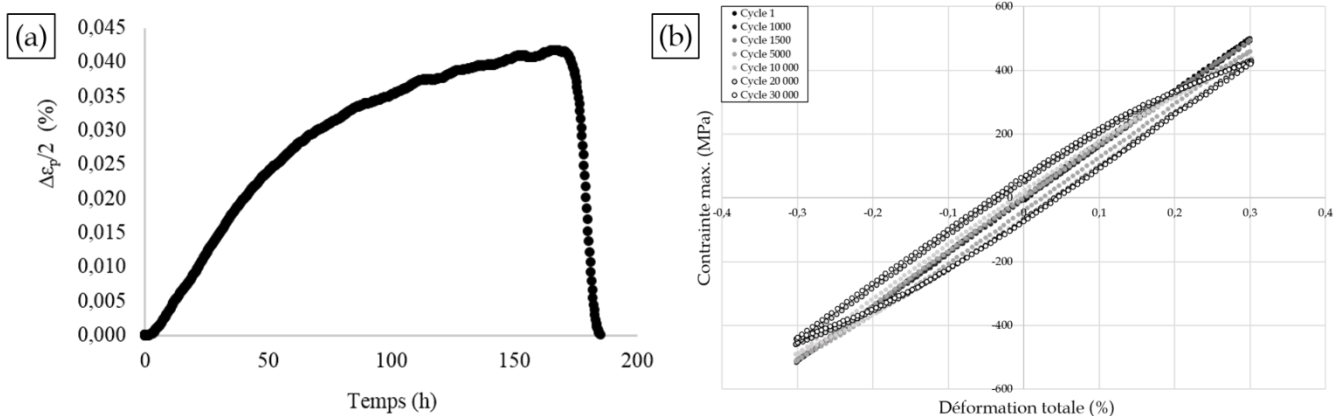 (a)
0,045
0,040
0,035
0,030
0,025
0,020
0,015
0,010
0,005
0,000
Δεp/2 (%)
0
50
100
150
200
Temps (h)
(b)
Cycle 1
Cycle 1000
Cycle 1500
Cycle 5000
Cycle 10 000
Cycle 20 000
Cycle 30 000
Contrainte max. (MPa)
600
400
200
0
-200
-400
-600
-0,4
-0,3
-0,2
-0,1
0
0,1
0,2
0,3
0,4
Déformation totale (%)